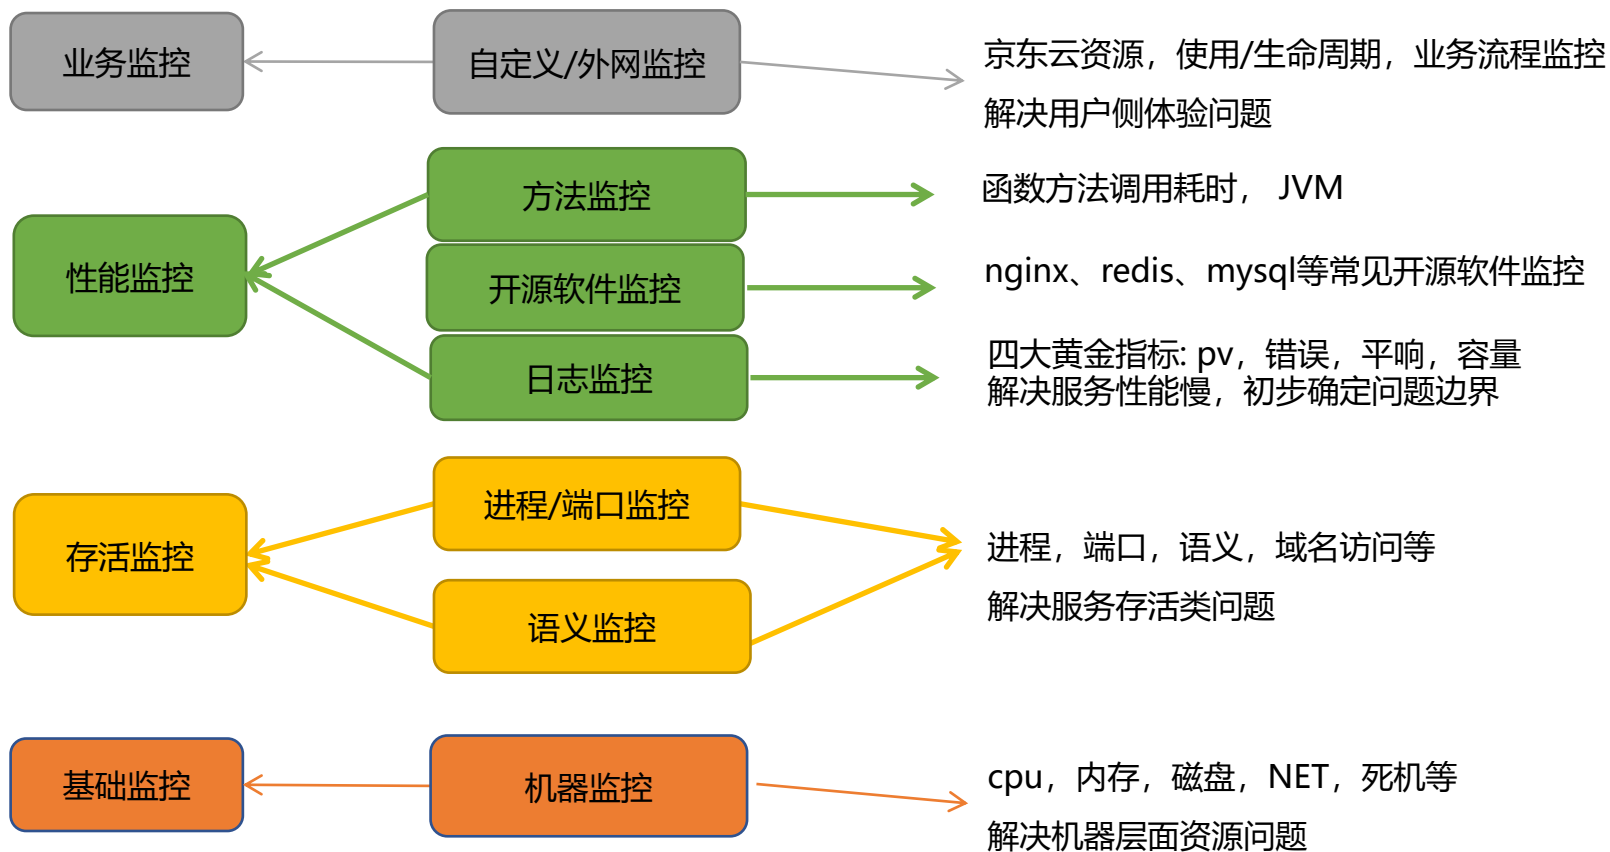 业务监控
自定义/外网监控
京东云资源，使用/生命周期，业务流程监控
解决用户侧体验问题
性能监控
方法监控
函数方法调用耗时， JVM
开源软件监控
nginx、redis、mysql等常见开源软件监控
日志监控
四大黄金指标: pv，错误，平响，容量
解决服务性能慢，初步确定问题边界
存活监控
进程/端口监控
语义监控
进程，端口，语义，域名访问等
解决服务存活类问题
基础监控
机器监控
cpu，内存，磁盘，NET，死机等
解决机器层面资源问题